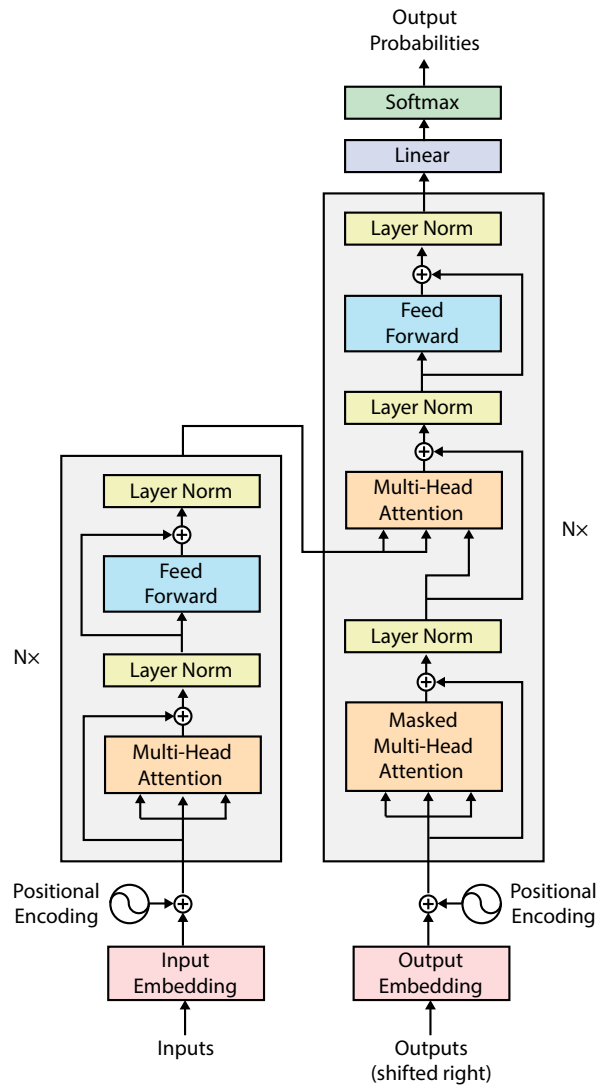 Output
Probabilities
Softmax
Linear
Layer Norm
Feed
Forward
Layer Norm
Multi-Head
Attention
N×
Layer Norm
Masked
Multi-Head
Attention
Layer Norm
Feed
Forward
N×
Layer Norm
Multi-Head
Attention
Positional
Encoding
Positional
Encoding
Input
Embedding
Output
Embedding
Inputs
Outputs
(shifted right)